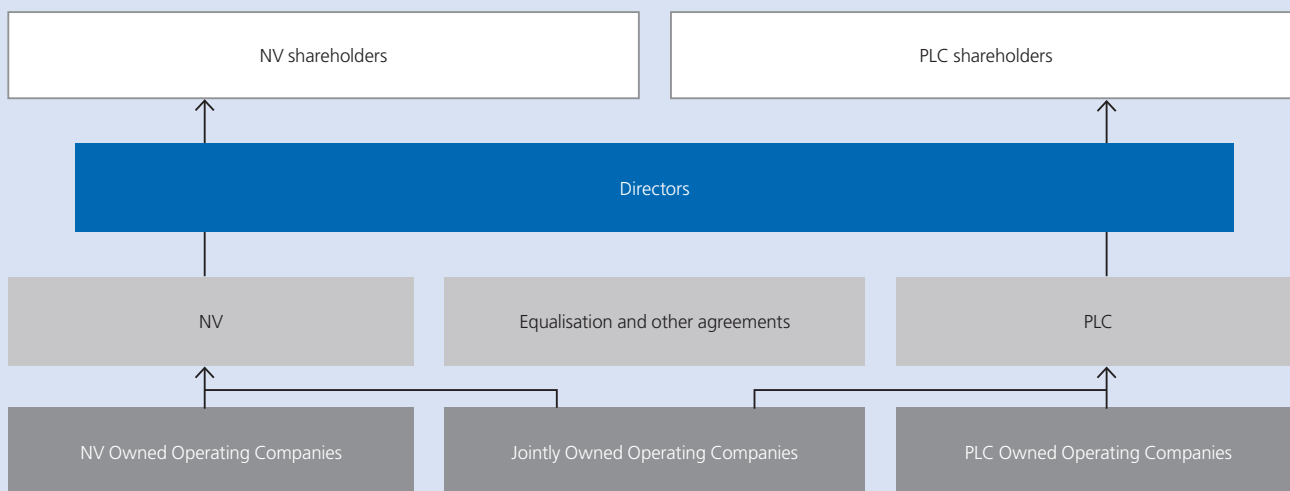 NV shareholders
PLC shareholders
Directors
NV
Equalisation and other agreements
PLC
NV Owned Operating Companies
Jointly Owned Operating Companies
PLC Owned Operating Companies